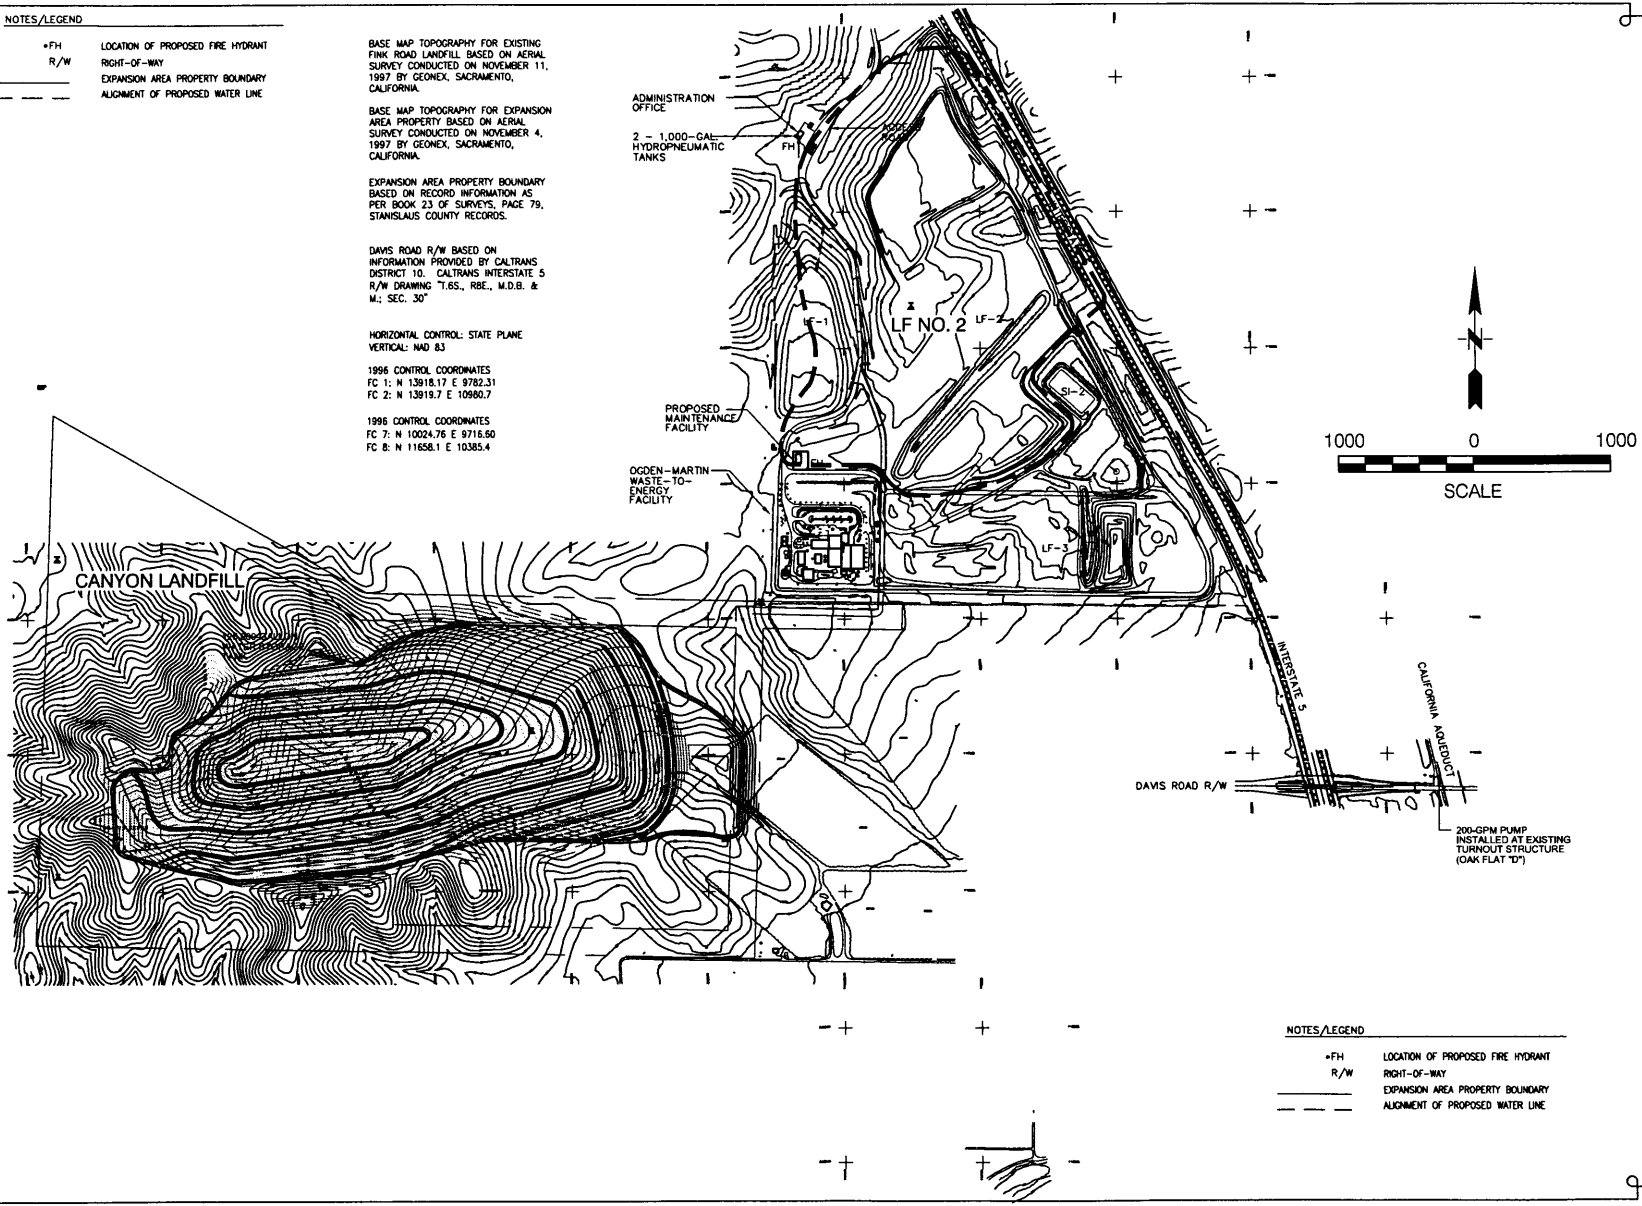 NOTES/LEGEND
•FH LOCATION OF PROPOSED FIRE HYDRANT
R/W RIGHT-OF-WAY
EXPANSION AREA PROPERTY BOUNDARY
ALIGNMENT OF PROPOSED WATER LINE
BASE MAP TOPOGRAPHY FOR EXISTING
FINK ROAD LANDFILL BASED ON AERIAL
SURVEY CONDUCTED ON NOVEMBER 11,
1997 BY GEONEX, SACRAMENTO,
CALIFORNIA.
BASE MAP TOPOGRAPHY FOR EXPANSION
AREA PROPERTY BASED ON AERIAL
SURVEY CONDUCTED ON NOVEMBER 4,
1997 BY GEONEX, SACRAMENTO,
CALIFORNIA.
EXPANSION AREA PROPERTY BOUNDARY
BASED ON RECORD INFORMATION AS
PER BOOK 23 OF SURVEYS, PAGE 79,
STANISLAUS COUNTY RECORDS.
DAVIS ROAD R/W BASED ON
INFORMATION PROVIDED BY CALTRANS
DISTRICT 10. CALTRANS INTERSTATE 5
R/W DRAWING "T.6S., R8E., M.D.B. &
M.; SEC. 30"
HORIZONTAL CONTROL: STATE PLANE
VERTICAL: NAD 83
1996 CONTROL COORDINATES
FC 1: N 13918.17 E 9782.31
FC 2: N 13919.7 E 10980.7
1996 CONTROL COORDINATES
FC 7: N 10024.76 E 9716.60
FC 8: N 11658.1 E 10385.4
ADMINISTRATION
OFFICE
2 - 1,000-GAL.
HYDROPNEUMATIC
TANKS
FH
ACCESS
ROAD
LF-1
LF NO. 2
LF-2
SI-2
PROPOSED
MAINTENANCE
FACILITY
FH
OGDEN-MARTIN
WASTE-TO-
ENERGY
FACILITY
LF-3
N
1000 0 1000
SCALE
CANYON LANDFILL
INTERSTATE 5
CALIFORNIA AQUEDUCT
DAVIS ROAD R/W
200-GPM PUMP
INSTALLED AT EXISTING
TURNOUT STRUCTURE
(OAK FLAT "D")
NOTES/LEGEND
•FH LOCATION OF PROPOSED FIRE HYDRANT
R/W RIGHT-OF-WAY
EXPANSION AREA PROPERTY BOUNDARY
ALIGNMENT OF PROPOSED WATER LINE